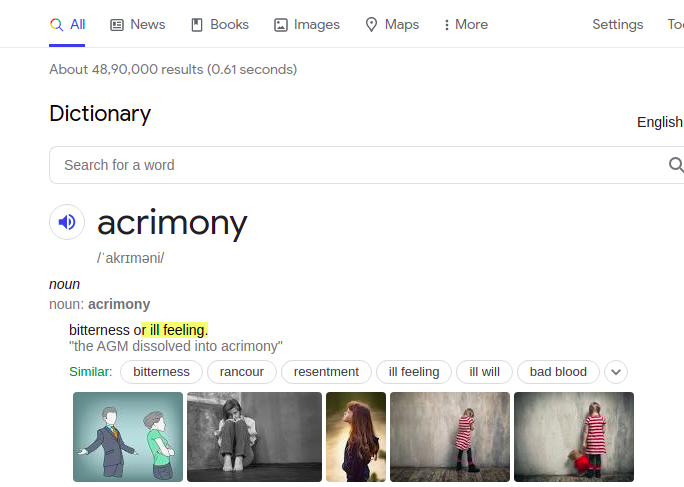 All News Books Images Maps More Settings
About 48,90,000 results (0.61 seconds)
Dictionary
English
Search for a word
acrimony
/ˈakrɪməni/
noun
noun: acrimony
bitterness or ill feeling.
"the AGM dissolved into acrimony"
Similar: bitterness rancour resentment ill feeling ill will bad blood